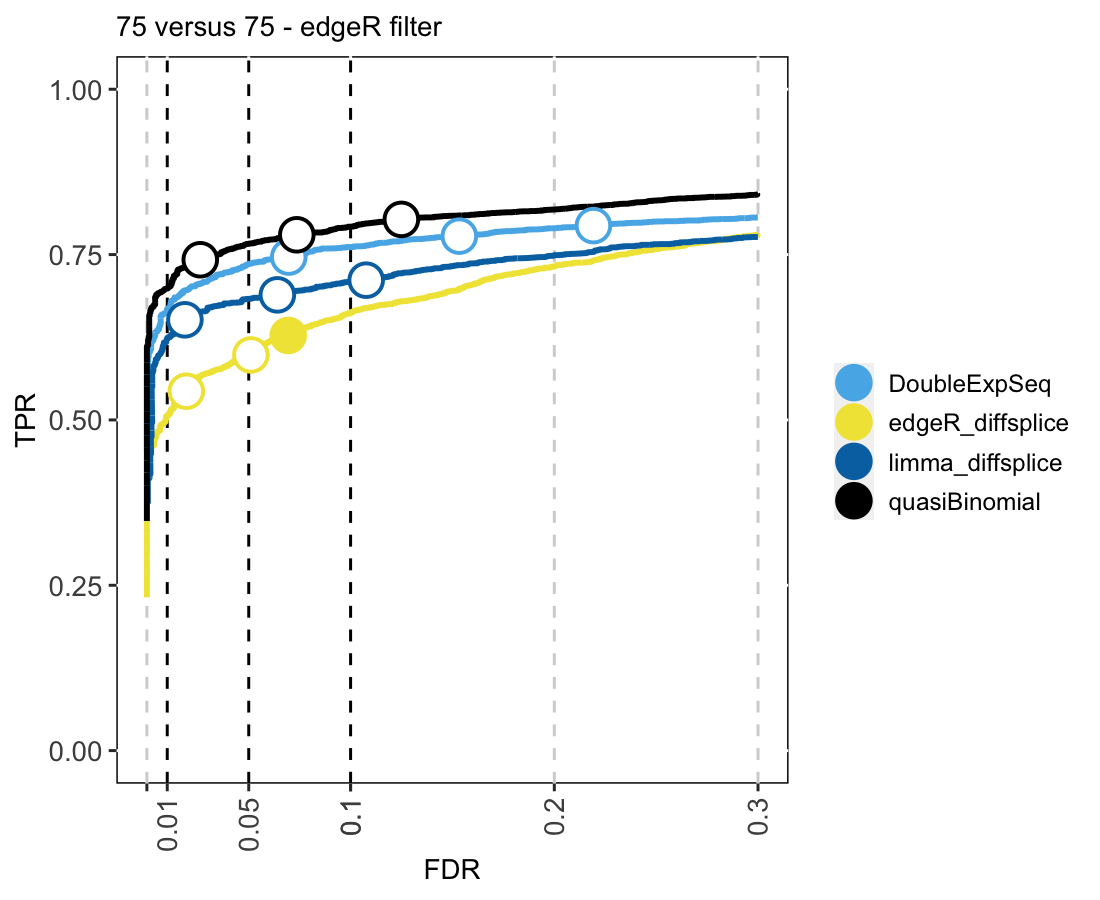 75 versus 75 - edgeR filter
1.00
0.75
0.50
0.25
0.00
TPR
0.01
0.05
0.1
0.2
0.3
FDR
DoubleExpSeq
edgeR_diffsplice
limma_diffsplice
quasiBinomial